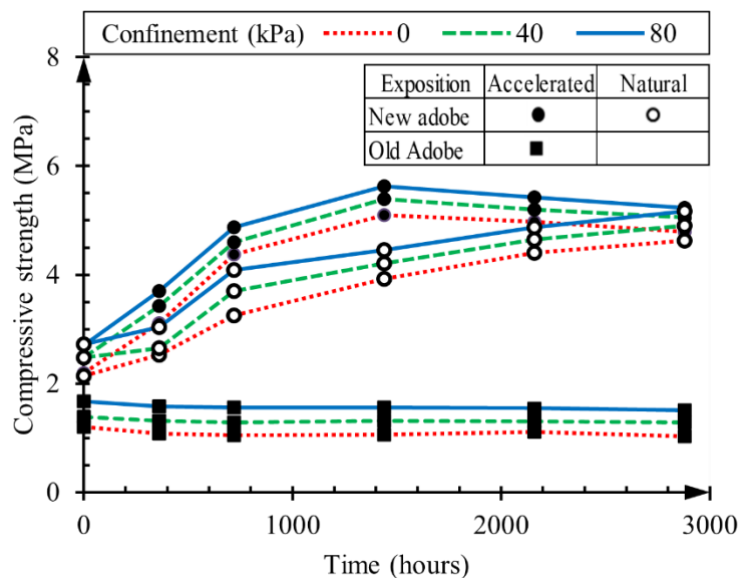 Confinement (kPa) 0 40 80
Exposition Accelerated Natural
New adobe
Old Adobe
Compressive strength (MPa)
8
6
4
2
0
0 1000 2000 3000
Time (hours)